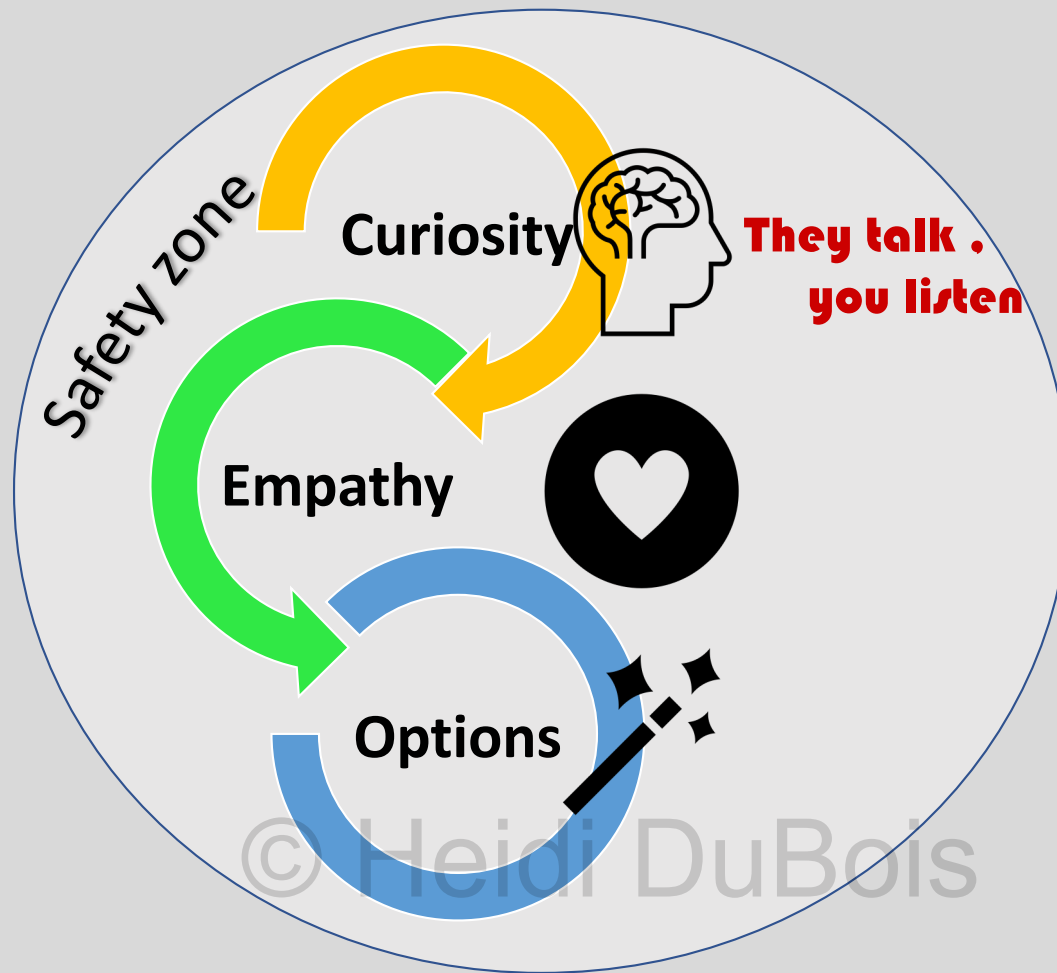 Safety zone
Curiosity
They talk ,
you listen
Empathy
Options
© Heidi DuBois